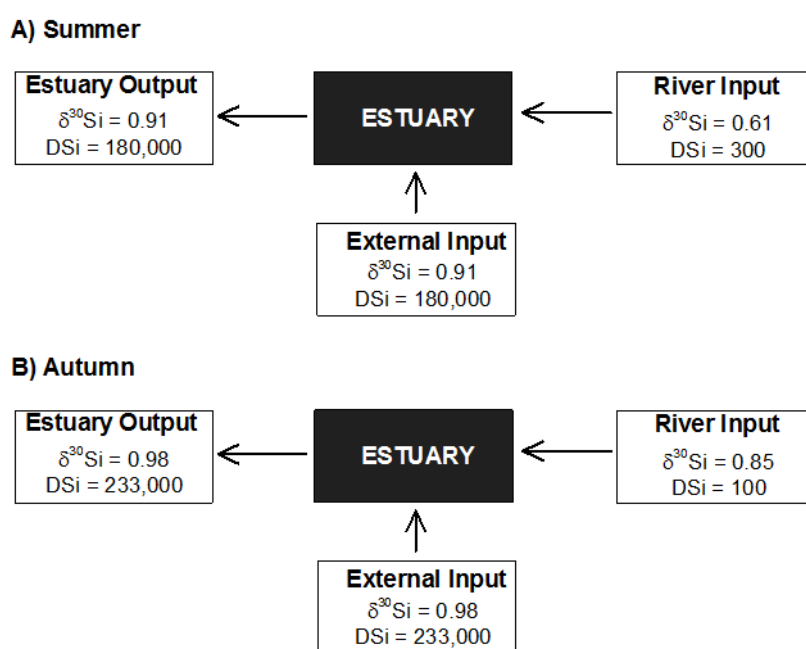 A) Summer
Estuary Output
δ³⁰Si = 0.91
DSi = 180,000
ESTUARY
River Input
δ³⁰Si = 0.61
DSi = 300
External Input
δ³⁰Si = 0.91
DSi = 180,000
B) Autumn
Estuary Output
δ³⁰Si = 0.98
DSi = 233,000
ESTUARY
River Input
δ³⁰Si = 0.85
DSi = 100
External Input
δ³⁰Si = 0.98
DSi = 233,000